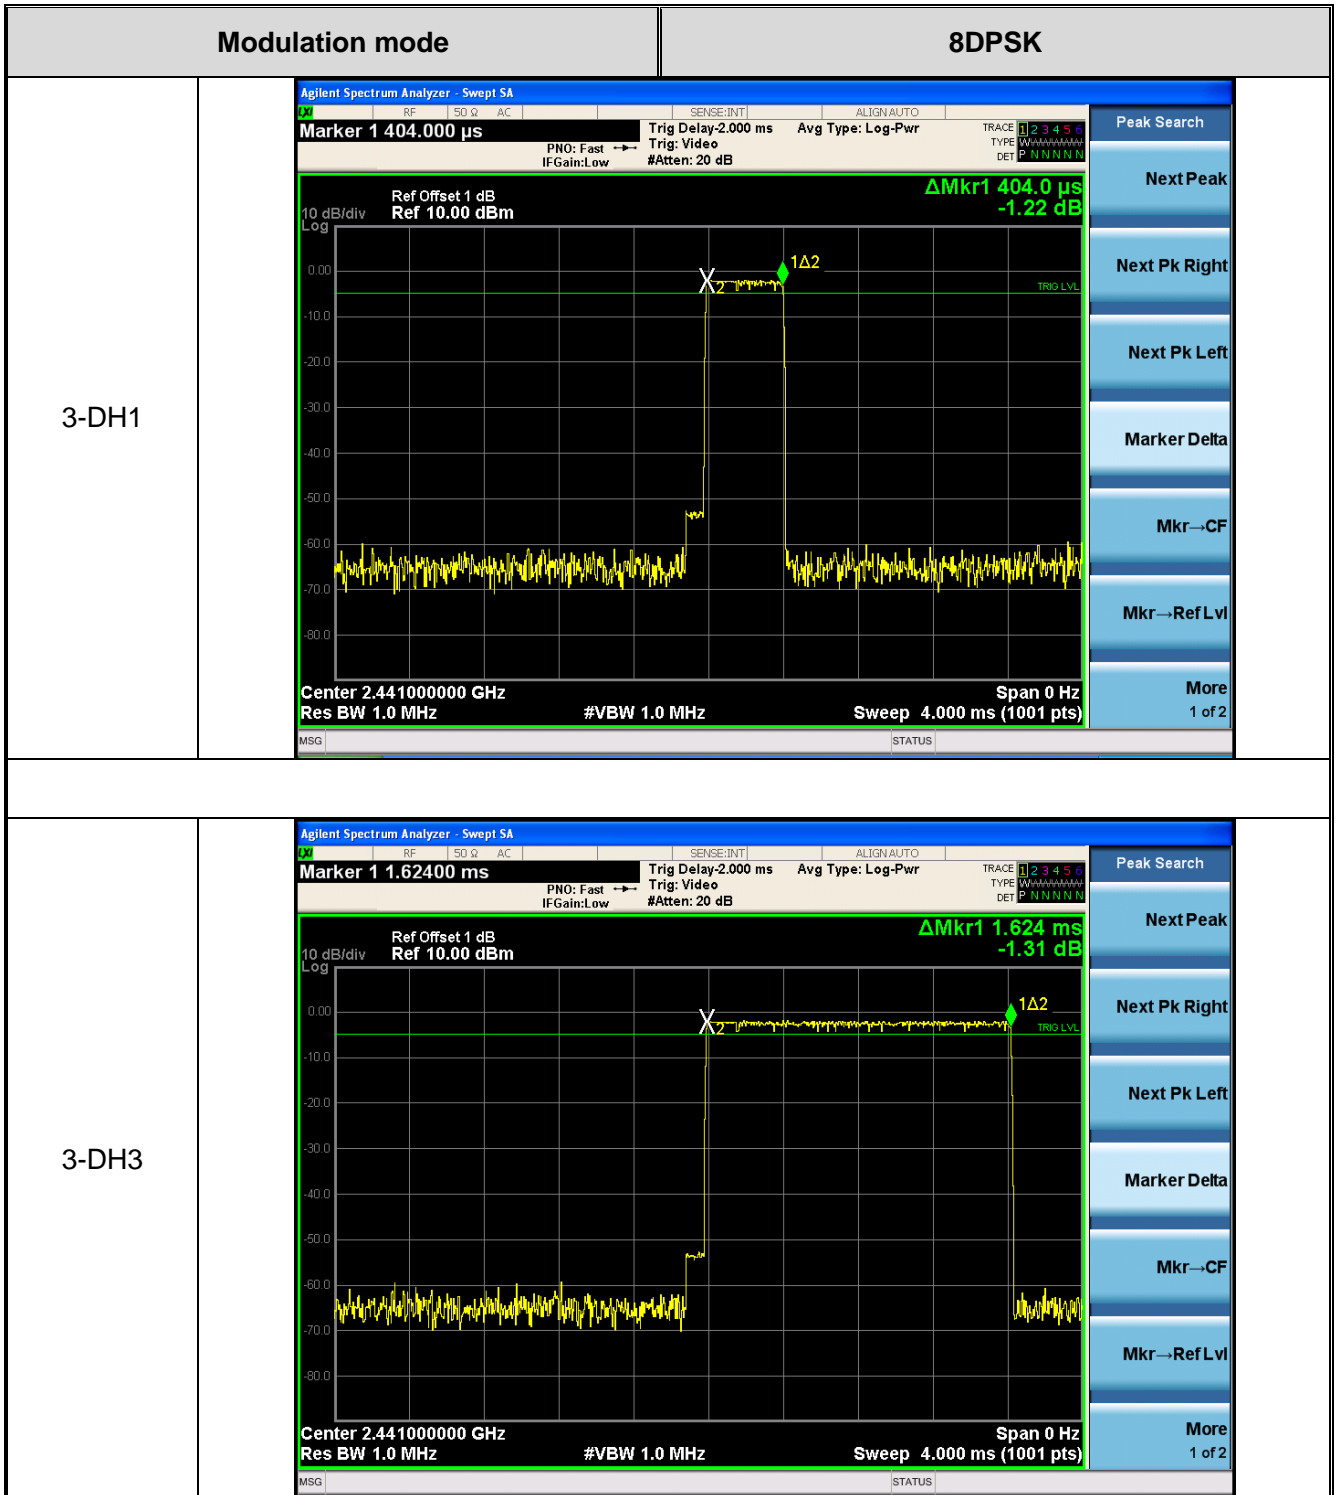 Modulation mode 8DPSK
3-DH1
Agilent Spectrum Analyzer - Swept SA
LXI RF 50 Ω AC SENSE:INT ALIGN AUTO
Marker 1 404.000 µs
PNO: Fast
IFGain:Low
Trig Delay-2.000 ms
Trig: Video
#Atten: 20 dB
Avg Type: Log-Pwr
TRACE 1 2 3 4 5 6
TYPE W
DET P N N N N N
Peak Search
Next Peak
Next Pk Right
Next Pk Left
Marker Delta
Mkr→CF
Mkr→Ref Lvl
More
1 of 2
ΔMkr1 404.0 µs
-1.22 dB
Ref Offset 1 dB
10 dB/div Ref 10.00 dBm
Log
1Δ2
2
TRIG LVL
0.00
-10.0
-20.0
-30.0
-40.0
-50.0
-60.0
-70.0
-80.0
Center 2.441000000 GHz Span 0 Hz
Res BW 1.0 MHz #VBW 1.0 MHz Sweep 4.000 ms (1001 pts)
MSG STATUS
3-DH3
Agilent Spectrum Analyzer - Swept SA
LXI RF 50 Ω AC SENSE:INT ALIGN AUTO
Marker 1 1.62400 ms
PNO: Fast
IFGain:Low
Trig Delay-2.000 ms
Trig: Video
#Atten: 20 dB
Avg Type: Log-Pwr
TRACE 1 2 3 4 5 6
TYPE W
DET P N N N N N
Peak Search
Next Peak
Next Pk Right
Next Pk Left
Marker Delta
Mkr→CF
Mkr→Ref Lvl
More
1 of 2
ΔMkr1 1.624 ms
-1.31 dB
Ref Offset 1 dB
10 dB/div Ref 10.00 dBm
Log
1Δ2
2
TRIG LVL
0.00
-10.0
-20.0
-30.0
-40.0
-50.0
-60.0
-70.0
-80.0
Center 2.441000000 GHz Span 0 Hz
Res BW 1.0 MHz #VBW 1.0 MHz Sweep 4.000 ms (1001 pts)
MSG STATUS